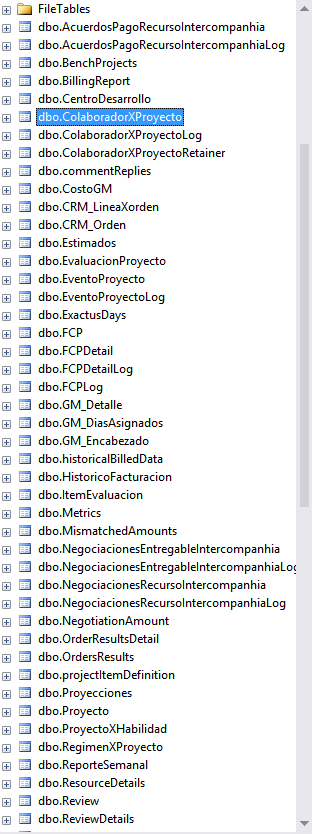 FileTables
dbo.AcuerdosPagoRecursoIntercompanhia
dbo.AcuerdosPagoRecursoIntercompanhiaLog
dbo.BenchProjects
dbo.BillingReport
dbo.CentroDesarrollo
dbo.ColaboradorXProyecto
dbo.ColaboradorXProyectoLog
dbo.ColaboradorXProyectoRetainer
dbo.commentReplies
dbo.CostoGM
dbo.CRM_LineaXorden
dbo.CRM_Orden
dbo.Estimados
dbo.EvaluacionProyecto
dbo.EventoProyecto
dbo.EventoProyectoLog
dbo.ExactusDays
dbo.FCP
dbo.FCPDetail
dbo.FCPDetailLog
dbo.FCPLog
dbo.GM_Detalle
dbo.GM_DiasAsignados
dbo.GM_Encabezado
dbo.historicalBilledData
dbo.HistoricoFacturacion
dbo.ItemEvaluacion
dbo.Metrics
dbo.MismatchedAmounts
dbo.NegociacionesEntregableIntercompanhia
dbo.NegociacionesEntregableIntercompanhiaLog
dbo.NegociacionesRecursoIntercompanhia
dbo.NegociacionesRecursoIntercompanhiaLog
dbo.NegotiationAmount
dbo.OrderResultsDetail
dbo.OrdersResults
dbo.projectItemDefinition
dbo.Proyecciones
dbo.Proyecto
dbo.ProyectoXHabilidad
dbo.RegimenXProyecto
dbo.ReporteSemanal
dbo.ResourceDetails
dbo.Review
dbo.ReviewDetails